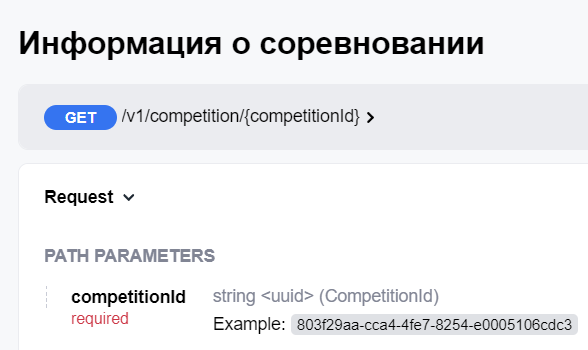 Информация о соревновании
GET /v1/competition/{competitionId}
Request
PATH PARAMETERS
competitionId string <uuid> (CompetitionId)
required Example: 803f29aa-cca4-4fe7-8254-e0005106cdc3